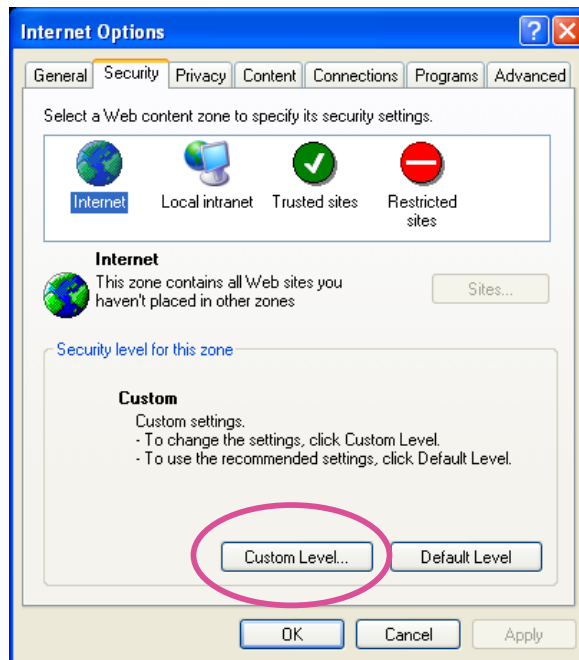 Internet Options
General Security Privacy Content Connections Programs Advanced
Select a Web content zone to specify its security settings.
Internet Local intranet Trusted sites Restricted
sites
Internet
This zone contains all Web sites you
haven't placed in other zones
Sites...
Security level for this zone
Custom
Custom settings.
- To change the settings, click Custom Level.
- To use the recommended settings, click Default Level.
Custom Level... Default Level
OK Cancel Apply